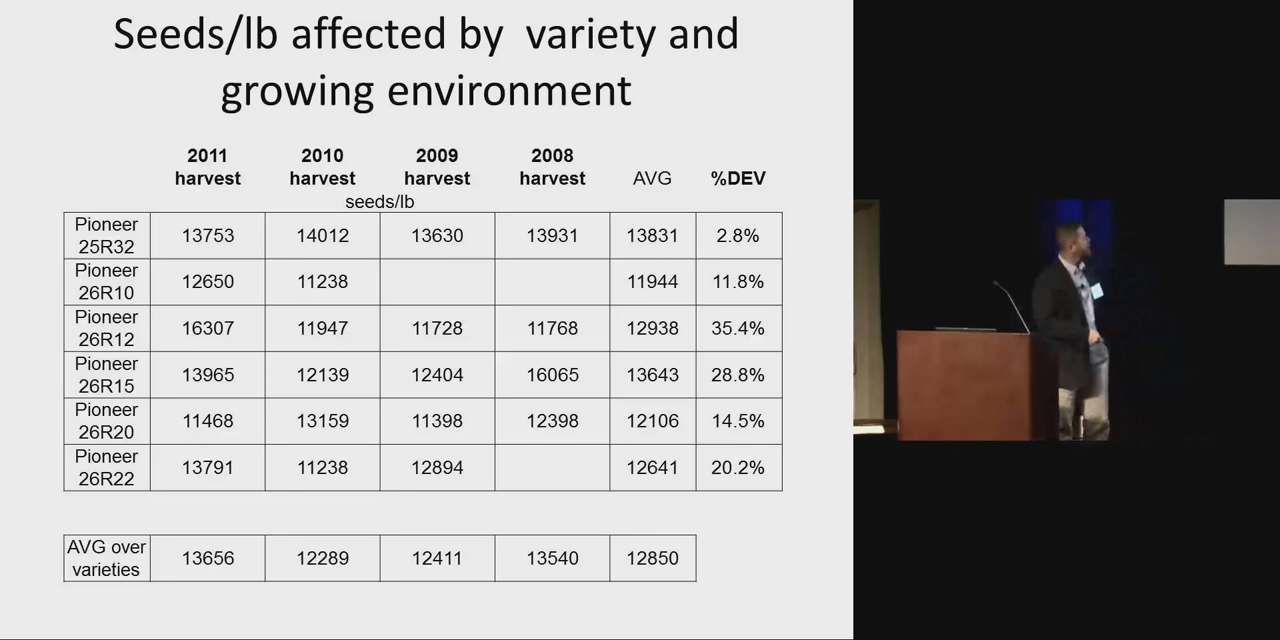 Seeds/lb affected by variety and
growing environment
2011 2010 2009 2008
harvest harvest harvest harvest AVG %DEV
seeds/lb
Pioneer
25R32 13753 14012 13630 13931 13831 2.8%
Pioneer
26R10 12650 11238 11944 11.8%
Pioneer
26R12 16307 11947 11728 11768 12938 35.4%
Pioneer
26R15 13965 12139 12404 16065 13643 28.8%
Pioneer
26R20 11468 13159 11398 12398 12106 14.5%
Pioneer
26R22 13791 11238 12894 12641 20.2%
AVG over
varieties 13656 12289 12411 13540 12850